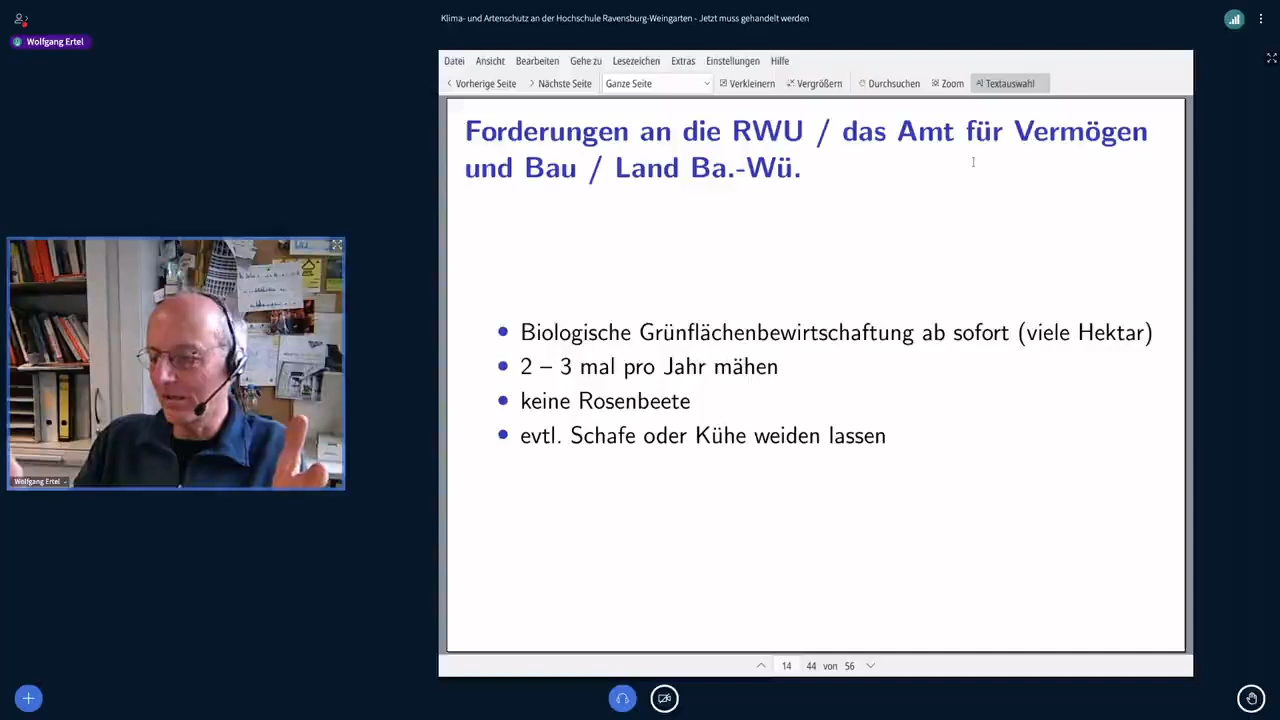 Klima- und Artenschutz an der Hochschule Ravensburg-Weingarten - Jetzt muss gehandelt werden
Wolfgang Ertel
Datei Ansicht Bearbeiten Gehe zu Lesezeichen Extras Einstellungen Hilfe
Vorherige Seite Nächste Seite Ganze Seite Verkleinern Vergrößern Durchsuchen Zoom Textauswahl
Forderungen an die RWU / das Amt für Vermögen
und Bau / Land Ba.-Wü.
• Biologische Grünflächenbewirtschaftung ab sofort (viele Hektar)
• 2 – 3 mal pro Jahr mähen
• keine Rosenbeete
• evtl. Schafe oder Kühe weiden lassen
Wolfgang Ertel
14 44 von 56